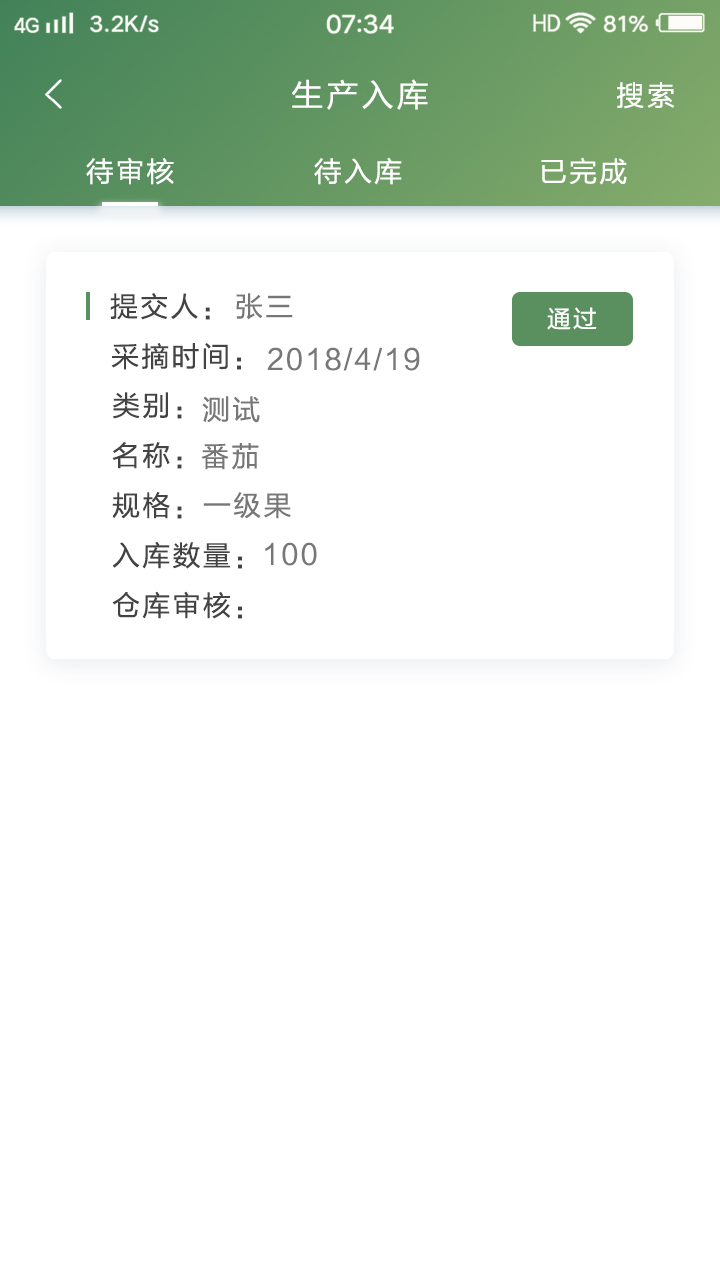 4G 3.2K/s 07:34 HD 81%
生产入库 搜索
待审核 待入库 已完成
提交人：张三 通过
采摘时间：2018/4/19
类别：测试
名称：番茄
规格：一级果
入库数量：100
仓库审核：